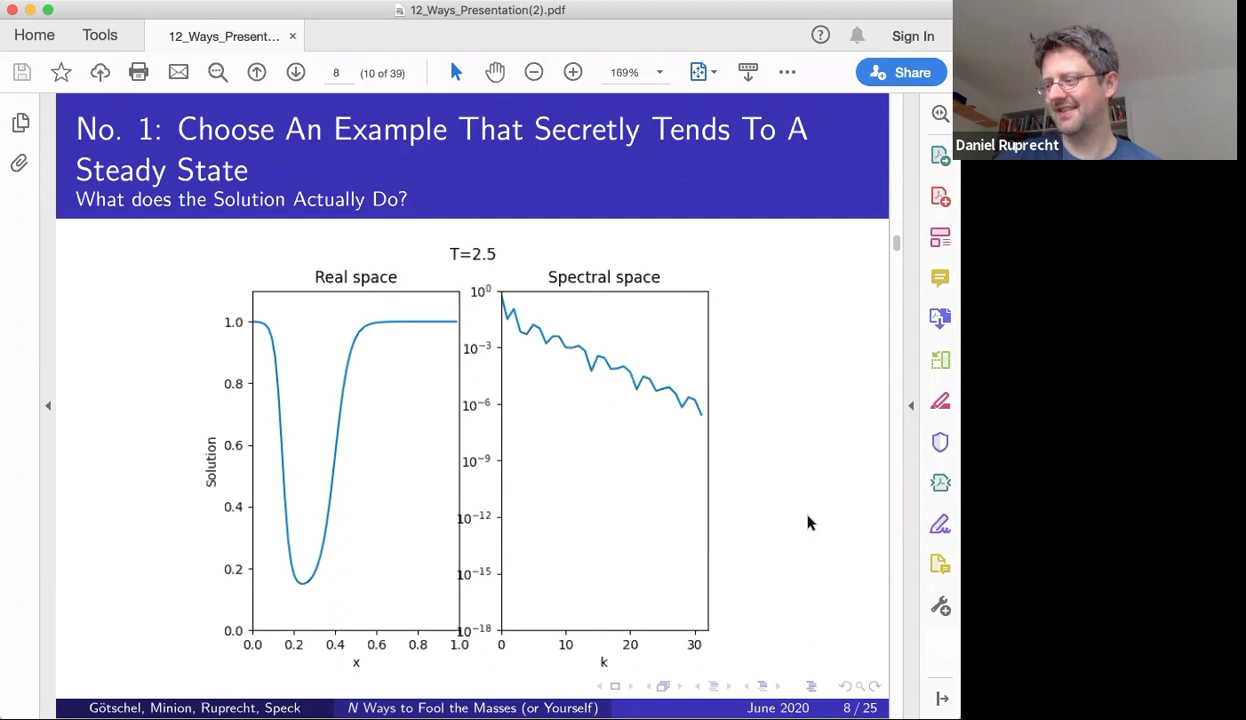 12_Ways_Presentation(2).pdf
Home Tools 12_Ways_Present... × Sign In
8 (10 of 39) 169% Share
Daniel Ruprecht
No. 1: Choose An Example That Secretly Tends To A
Steady State
What does the Solution Actually Do?
T=2.5
Real space Spectral space
Solution
1.0
0.8
0.6
0.4
0.2
0.0
0.0 0.2 0.4 0.6 0.8 1.0
x
10⁰
10⁻³
10⁻⁶
10⁻⁹
10⁻¹²
10⁻¹⁵
10⁻¹⁸
0 10 20 30
k
Götschel, Minion, Ruprecht, Speck N Ways to Fool the Masses (or Yourself) June 2020 8 / 25